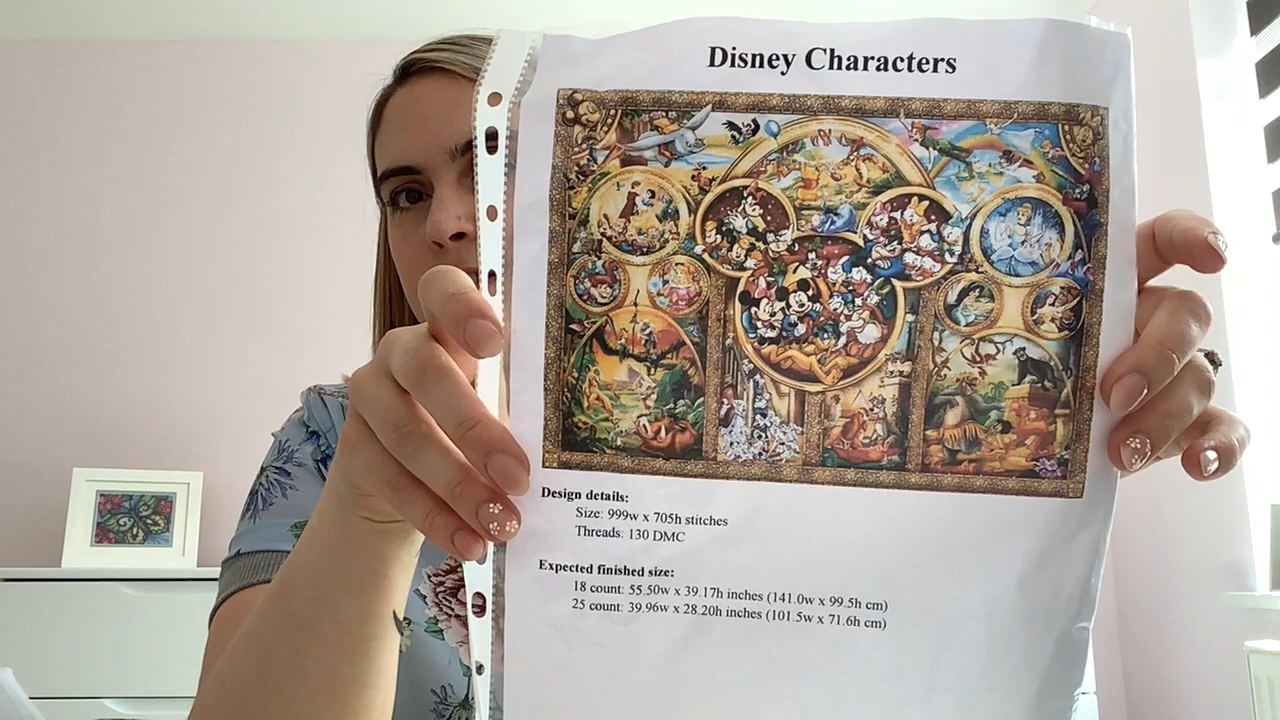 Disney Characters
Design details:
Size: 999w x 705h stitches
Threads: 130 DMC
Expected finished size:
18 count: 55.50w x 39.17h inches (141.0w x 99.5h cm)
25 count: 39.96w x 28.20h inches (101.5w x 71.6h cm)